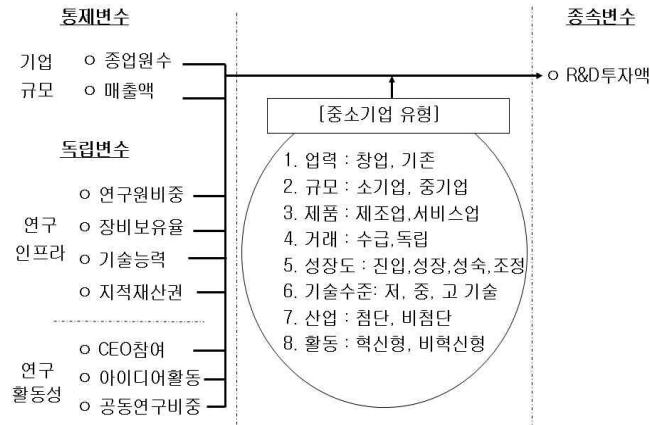 통제변수
종속변수
기업
규모
ㅇ 종업원수
ㅇ 매출액
ㅇ R&D투자액
[중소기업 유형]
독립변수
연구
인프라
ㅇ 연구원비중
ㅇ 장비보유율
ㅇ 기술능력
ㅇ 지적재산권
1. 업력 : 창업, 기존
2. 규모 : 소기업, 중기업
3. 제품 : 제조업,서비스업
4. 거래 : 수급,독립
5. 성장도 : 진입,성장,성숙,조정
6. 기술수준: 저, 중, 고 기술
7. 산업 : 첨단, 비첨단
8. 활동 : 혁신형, 비혁신형
연구
활동성
ㅇ CEO참여
ㅇ 아이디어활동
ㅇ 공동연구비중